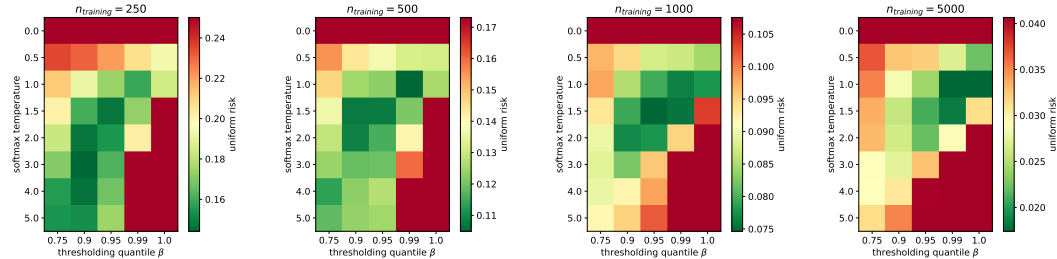 n_training = 250
0.0
0.5
1.0
1.5
2.0
3.0
4.0
5.0
softmax temperature
0.75 0.9 0.95 0.99 1.0
thresholding quantile β
0.24
0.22
0.20
0.18
0.16
uniform risk
n_training = 500
0.0
0.5
1.0
1.5
2.0
3.0
4.0
5.0
softmax temperature
0.75 0.9 0.95 0.99 1.0
thresholding quantile β
0.17
0.16
0.15
0.14
0.13
0.12
0.11
uniform risk
n_training = 1000
0.0
0.5
1.0
1.5
2.0
3.0
4.0
5.0
softmax temperature
0.75 0.9 0.95 0.99 1.0
thresholding quantile β
0.105
0.100
0.095
0.090
0.085
0.080
0.075
uniform risk
n_training = 5000
0.0
0.5
1.0
1.5
2.0
3.0
4.0
5.0
softmax temperature
0.75 0.9 0.95 0.99 1.0
thresholding quantile β
0.040
0.035
0.030
0.025
0.020
uniform risk